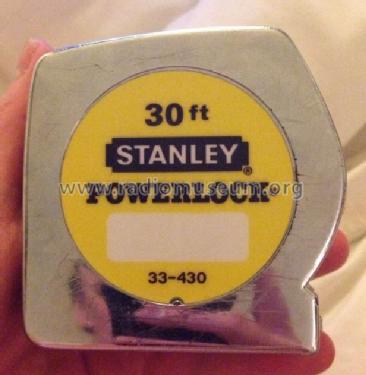 30 ft
STANLEY®
www.radiomuseum.org
POWERLOCK®
33-430